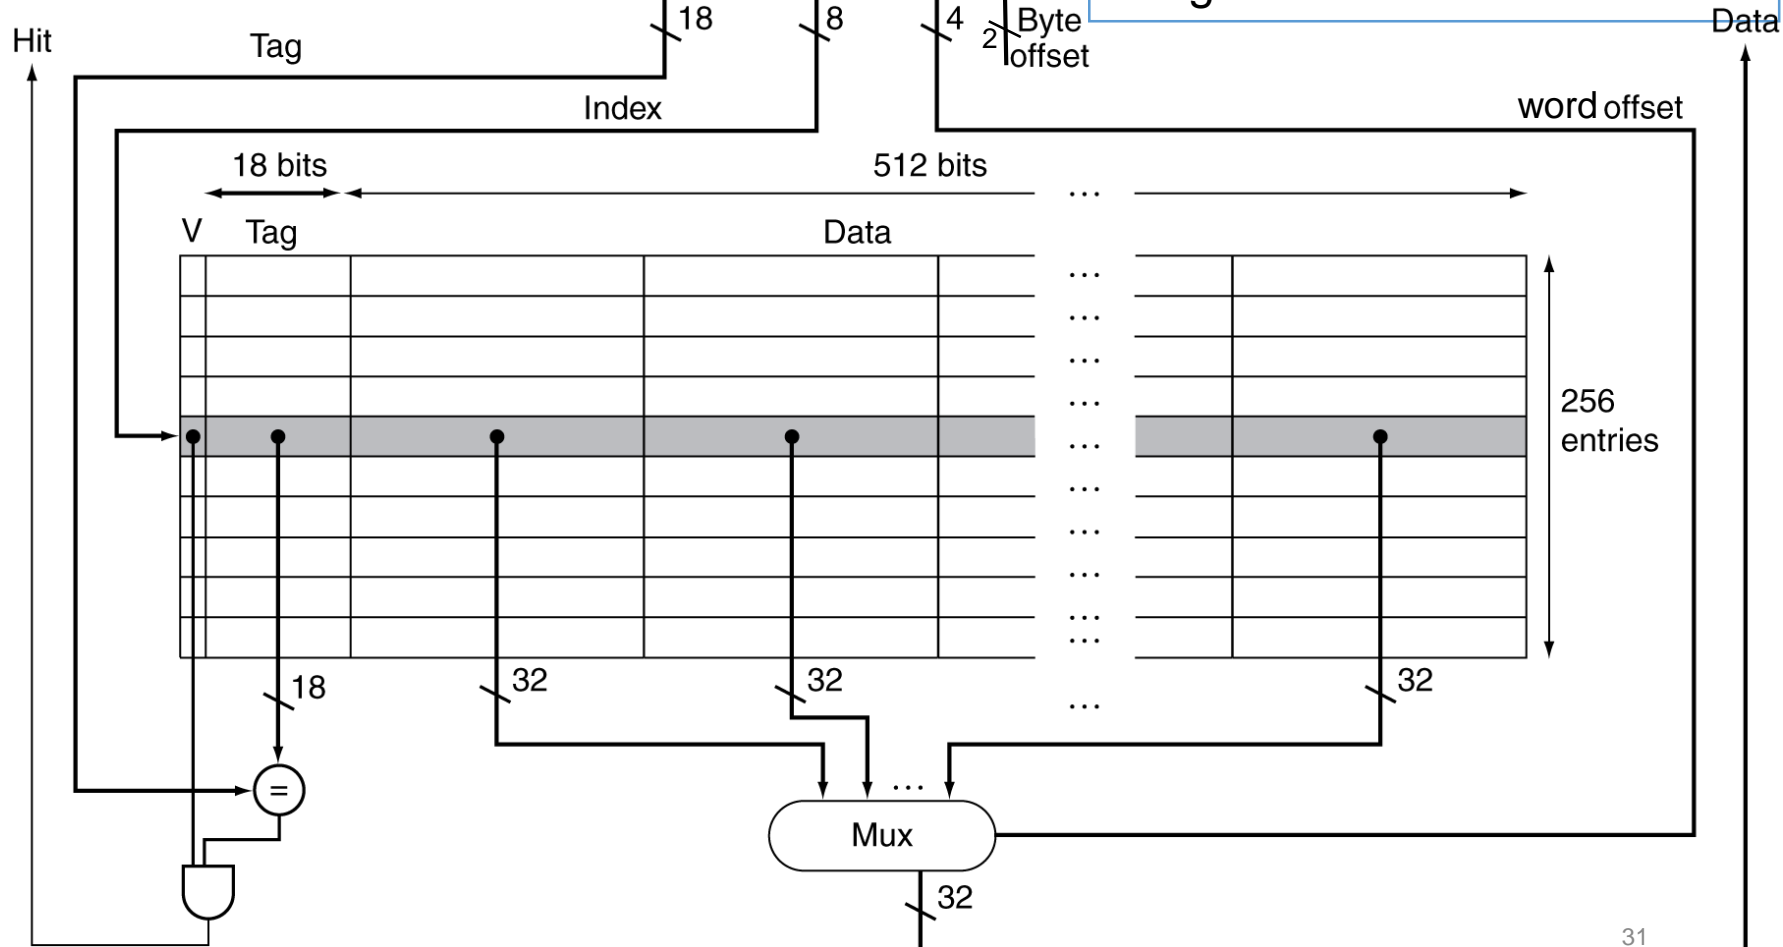 18
8
4
2
Byte
offset
Data
Hit
Tag
Index
word offset
18 bits
512 bits
...
V
Tag
Data
...
...
...
...
...
...
...
...
...
...
256
entries
18
32
32
...
32
=
...
Mux
32
31